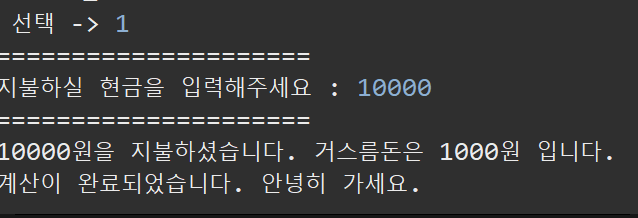 선택 -> 1
=====================
지불하실 현금을 입력해주세요 : 10000
=====================
10000원을 지불하셨습니다. 거스름돈은 1000원 입니다.
계산이 완료되었습니다. 안녕히 가세요.